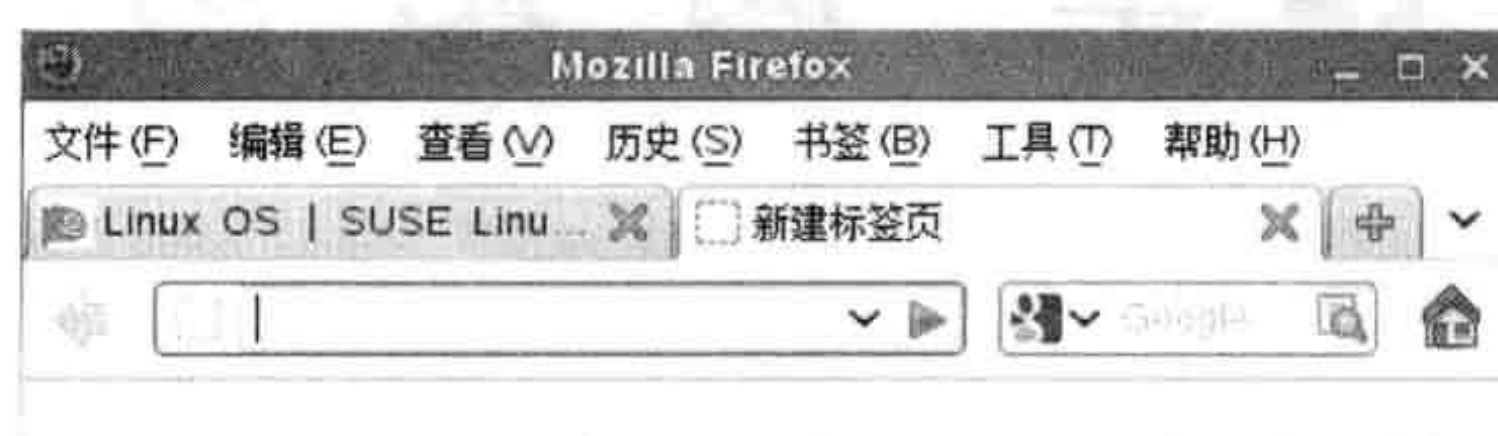 Mozilla Firefox
文件(F) 编辑(E) 查看(V) 历史(S) 书签(B) 工具(T) 帮助(H)
Linux OS | SUSE Linu... 新建标签页
Google